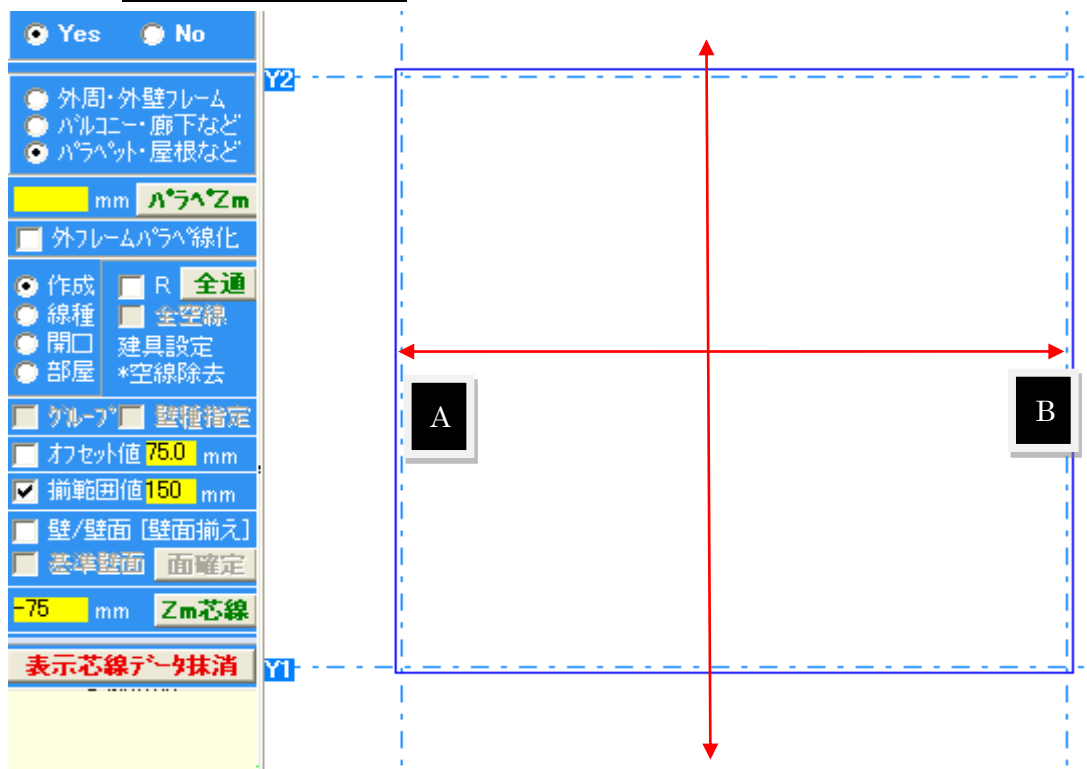 Yes No
外周・外壁フレーム
バルコニー・廊下など
パラペット・屋根など
mm パラペZm
外フレームパラペ線化
作成 R 全通
線種 全空線
開口 建具設定
部屋 *空線除去
グループ 壁種指定
オフセット値 75.0 mm
揃範囲値 150 mm
壁/壁面 [壁面揃え]
基準壁面 面確定
-75 mm Zm芯線
表示芯線データ抹消
Y2
A
B
Y1